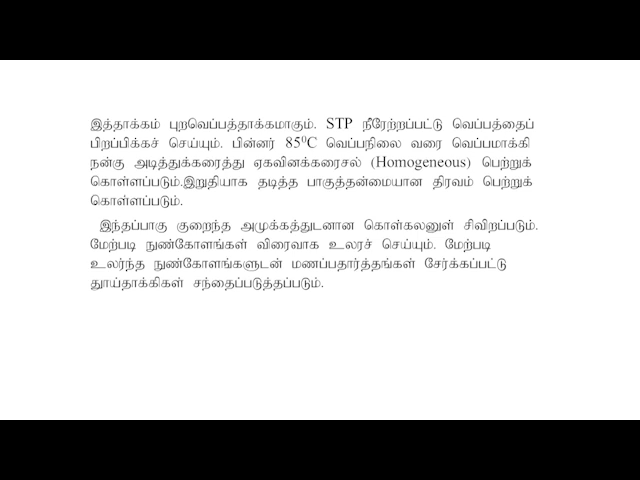 இத்தாக்கம் புறவெப்பத்தாக்கமாகும். STP நீரேற்றப்பட்டு வெப்பத்தைப்
பிறப்பிக்கச் செய்யும். பின்னர் 85⁰C வெப்பநிலை வரை வெப்பமாக்கி
நன்கு அடித்துக்கரைத்து ஏகவினக்கரைசல் (Homogeneous) பெற்றுக்
கொள்ளப்படும்.இறுதியாக தடித்த பாகுத்தன்மையான திரவம் பெற்றுக்
கொள்ளப்படும்.
இந்தப்பாகு குறைந்த அமுக்கத்துடனான கொள்கலனுள் சிவிறப்படும்.
மேற்படி நுண்கோளங்கள் விரைவாக உலரச் செய்யும். மேற்படி
உலர்ந்த நுண்கோளங்களுடன் மணப்பதார்த்தங்கள் சேர்க்கப்பட்டு
தூய்தாக்கிகள் சந்தைப்படுத்தப்படும்.